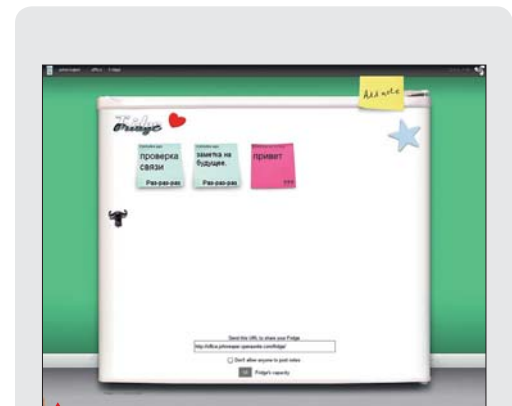 Add note
Fridge
проверка
связи
Раз-раз-раз
заметка на
будущее.
Раз-раз-раз
привет
???
Send this URL to share your Fridge
Don't allow anyone to post notes
Fridge's capacity